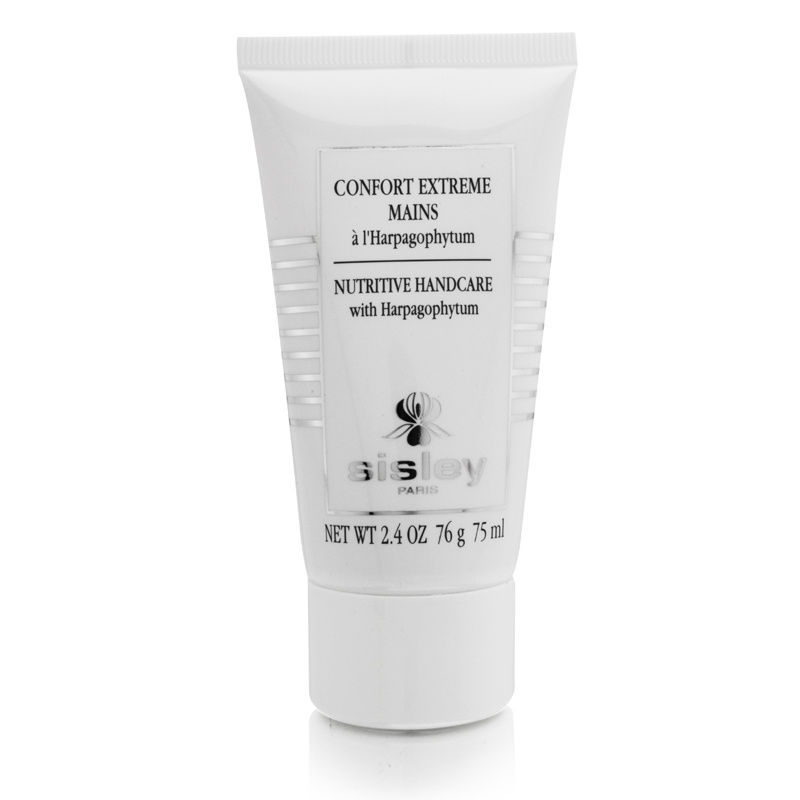 CONFORT EXTREME
MAINS
à l'Harpagophytum
NUTRITIVE HANDCARE
with Harpagophytum
sisley
PARIS
NET WT 2.4 OZ 76 g 75 ml